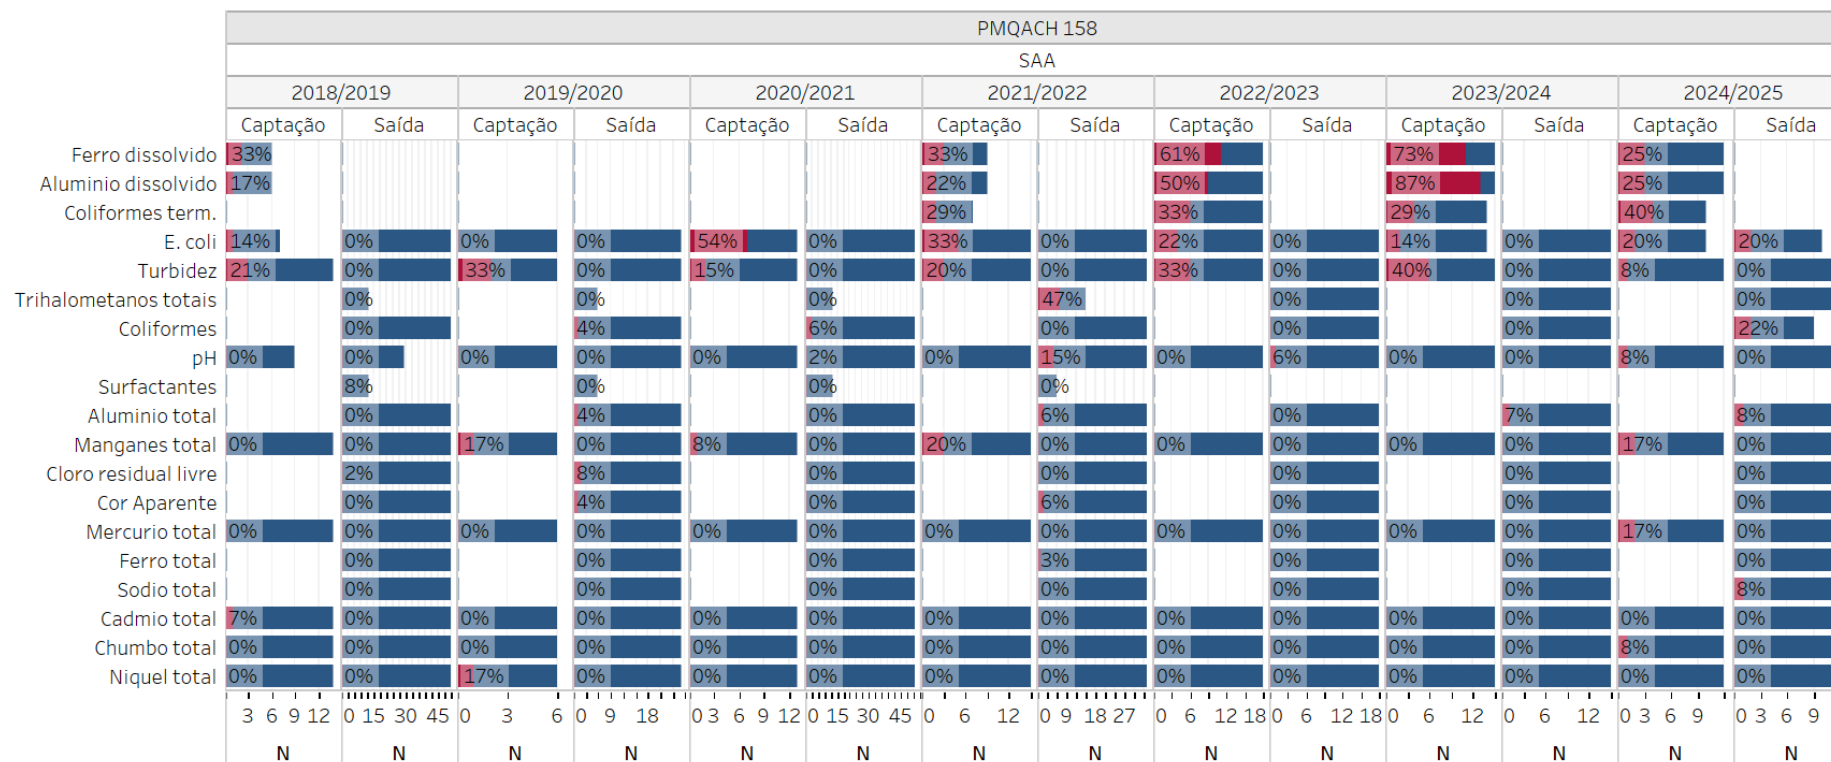 PMQACH 158
SAA
2018/2019 2019/2020 2020/2021 2021/2022 2022/2023 2023/2024 2024/2025
Captação Saída Captação Saída Captação Saída Captação Saída Captação Saída Captação Saída Captação Saída
Ferro dissolvido 33% 33% 61% 73% 25%
Aluminio dissolvido 17% 22% 50% 87% 25%
Coliformes term. 29% 33% 29% 40%
E. coli 14% 0% 0% 0% 54% 0% 33% 0% 22% 0% 14% 0% 20% 20%
Turbidez 21% 0% 33% 0% 15% 0% 20% 0% 33% 0% 40% 0% 8% 0%
Trihalometanos totais 0% 0% 0% 47% 0% 0% 0%
Coliformes 0% 4% 6% 0% 0% 0% 22%
pH 0% 0% 0% 0% 0% 2% 0% 15% 0% 6% 0% 0% 8% 0%
Surfactantes 8% 0% 0% 0%
Aluminio total 0% 4% 0% 6% 0% 7% 8%
Manganes total 0% 0% 17% 0% 8% 0% 20% 0% 0% 0% 0% 0% 17% 0%
Cloro residual livre 2% 8% 0% 0% 0% 0% 0%
Cor Aparente 0% 4% 0% 6% 0% 0% 0%
Mercurio total 0% 0% 0% 0% 0% 0% 0% 0% 0% 0% 0% 0% 17% 0%
Ferro total 0% 0% 0% 3% 0% 0% 0%
Sodio total 0% 0% 0% 0% 0% 0% 8%
Cadmio total 7% 0% 0% 0% 0% 0% 0% 0% 0% 0% 0% 0% 0% 0%
Chumbo total 0% 0% 0% 0% 0% 0% 0% 0% 0% 0% 0% 0% 8% 0%
Niquel total 0% 0% 17% 0% 0% 0% 0% 0% 0% 0% 0% 0% 0% 0%
3 6 9 12 0 15 30 45 0 3 6 0 9 18 0 3 6 9 12 0 15 30 45 0 6 12 0 9 18 27 0 6 12 18 0 6 12 18 0 6 12 0 6 12 0 3 6 9 0 3 6 9
N N N N N N N N N N N N N N